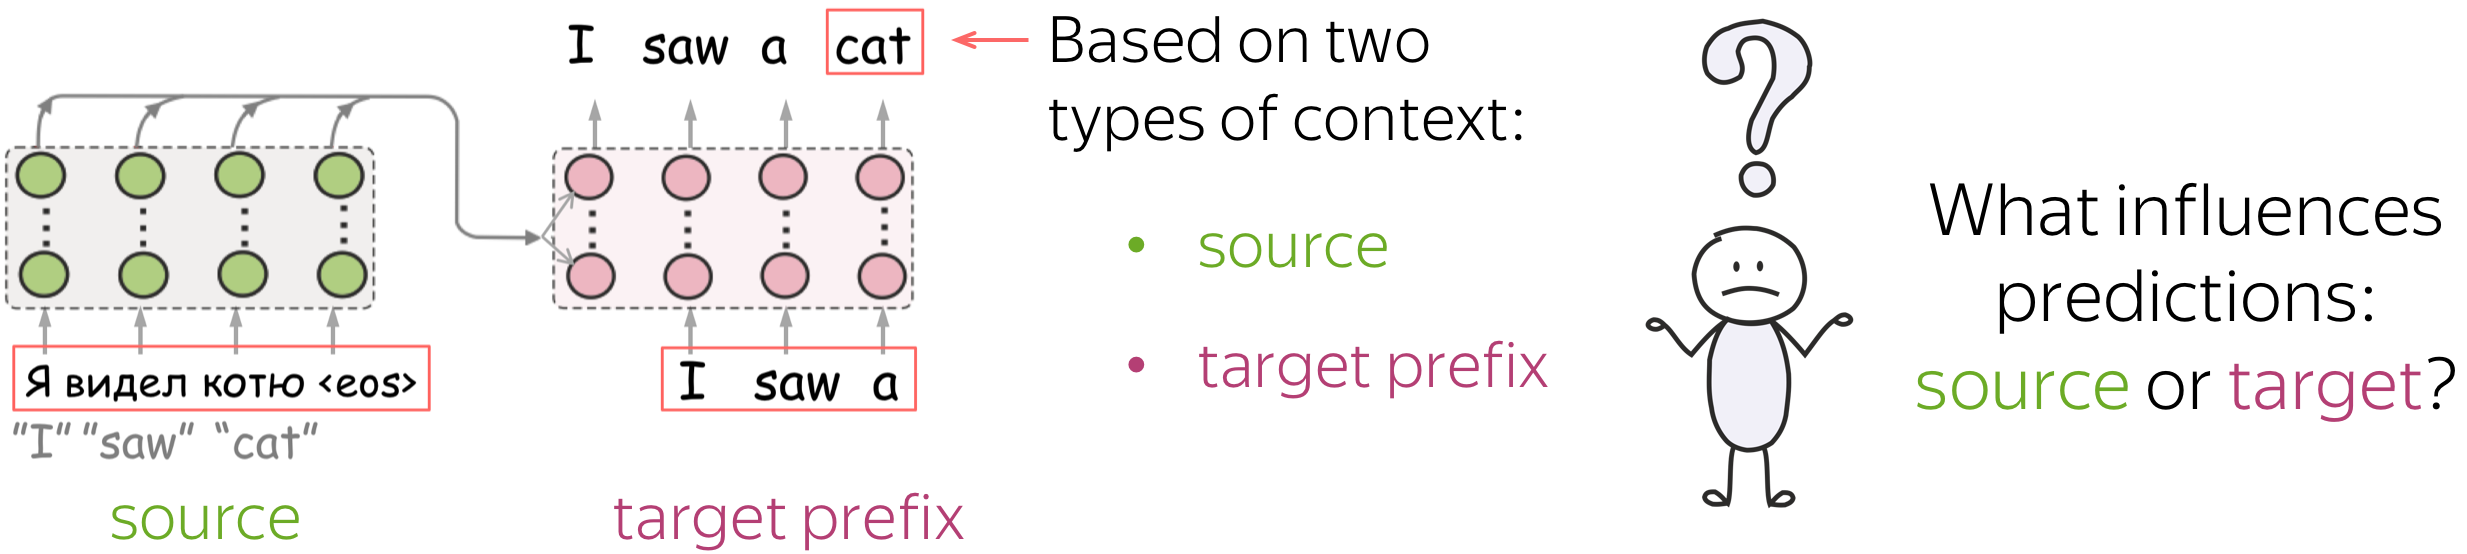 I saw a cat
Я видел котю <eos>
"I" "saw" "cat"
source
I saw a
target prefix
Based on two
types of context:
• source
• target prefix
?
What influences
predictions:
source or target?